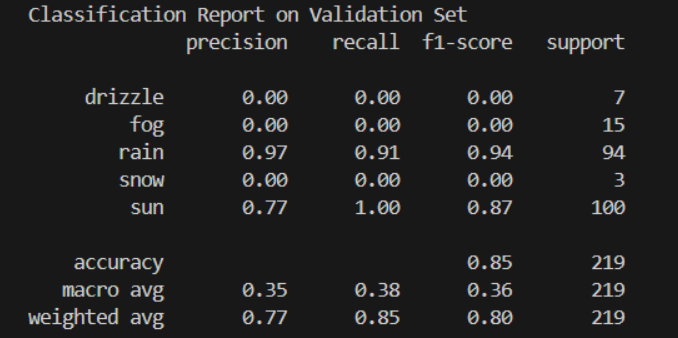 Classification Report on Validation Set
precision recall f1-score support
drizzle 0.00 0.00 0.00 7
fog 0.00 0.00 0.00 15
rain 0.97 0.91 0.94 94
snow 0.00 0.00 0.00 3
sun 0.77 1.00 0.87 100
accuracy 0.85 219
macro avg 0.35 0.38 0.36 219
weighted avg 0.77 0.85 0.80 219